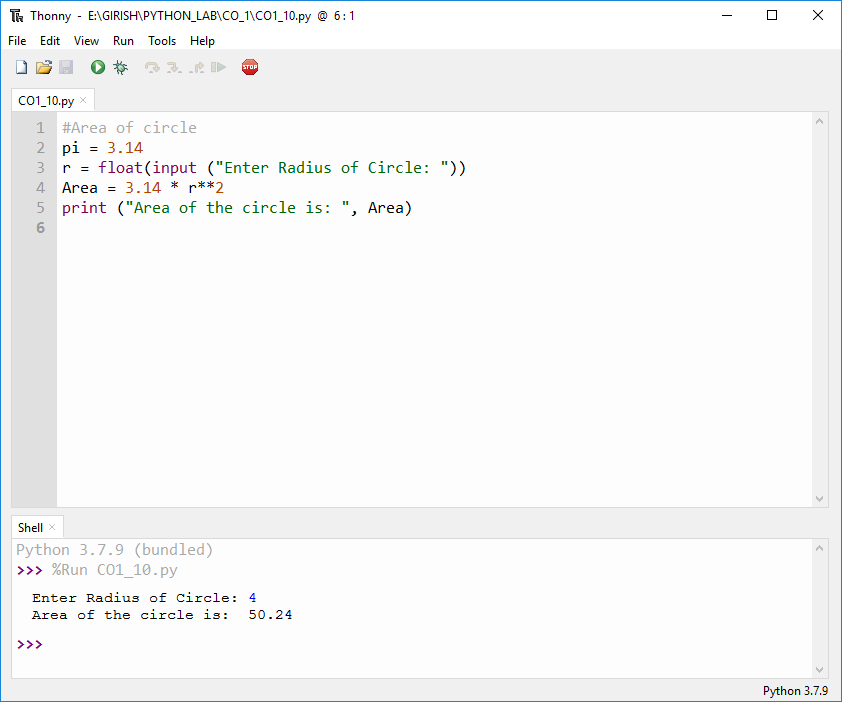 Thonny - E:\GIRISH\PYTHON_LAB\CO_1\CO1_10.py @ 6:1
File Edit View Run Tools Help
STOP
CO1_10.py ×
1 #Area of circle
2 pi = 3.14
3 r = float(input ("Enter Radius of Circle: "))
4 Area = 3.14 * r**2
5 print ("Area of the circle is: ", Area)
6
Shell ×
Python 3.7.9 (bundled)
>>> %Run CO1_10.py
Enter Radius of Circle: 4
Area of the circle is:  50.24
>>>
Python 3.7.9